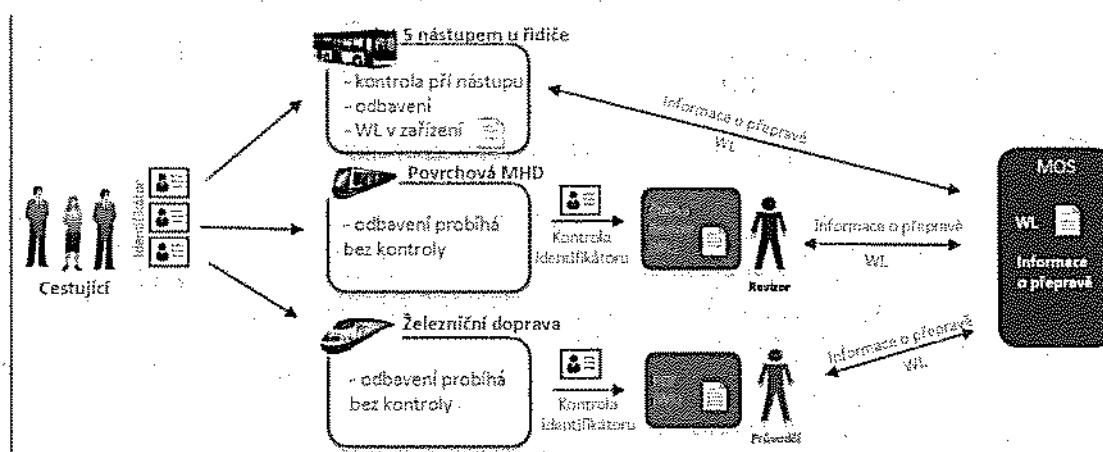 S nástupem u řidiče
- kontrola při nástupu
- odbavení
- WL v zařízení
Informace o přepravě
WL
Identifikátor
Cestující
Povrchová MHD
- odbavení probíhá
bez kontroly
Kontrola
identifikátoru
Revizor
Informace o přepravě
WL
MOS
WL
Informace
o přepravě
Železniční doprava
- odbavení probíhá
bez kontroly
Kontrola
identifikátoru
Průvodčí
Informace o přepravě
WL